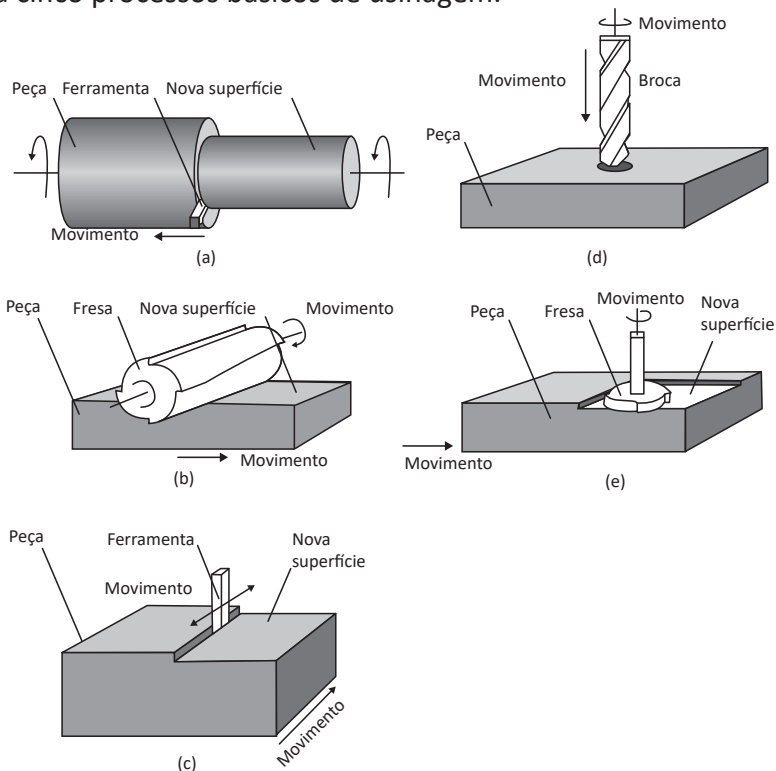 cinco processos básicos de usinagem.
Peça
Ferramenta
Nova superfície
Movimento
(a)
Movimento
Movimento
Broca
Peça
(d)
Peça
Fresa
Nova superfície
Movimento
Movimento
(b)
Peça
Fresa
Movimento
Nova
superfície
Movimento
(e)
Peça
Ferramenta
Nova
superfície
Movimento
Movimento
(c)